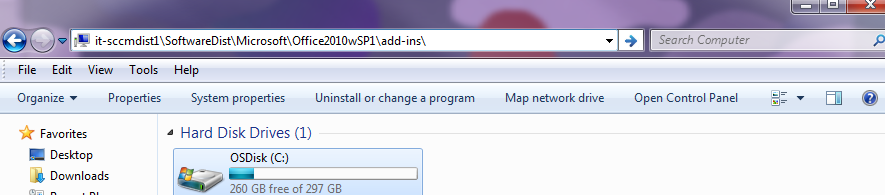 it-sccmdist1\SoftwareDist\Microsoft\Office2010wSP1\add-ins\ Search Computer
File Edit View Tools Help
Organize Properties System properties Uninstall or change a program Map network drive Open Control Panel
Favorites Hard Disk Drives (1)
Desktop OSDisk (C:)
Downloads
260 GB free of 297 GB